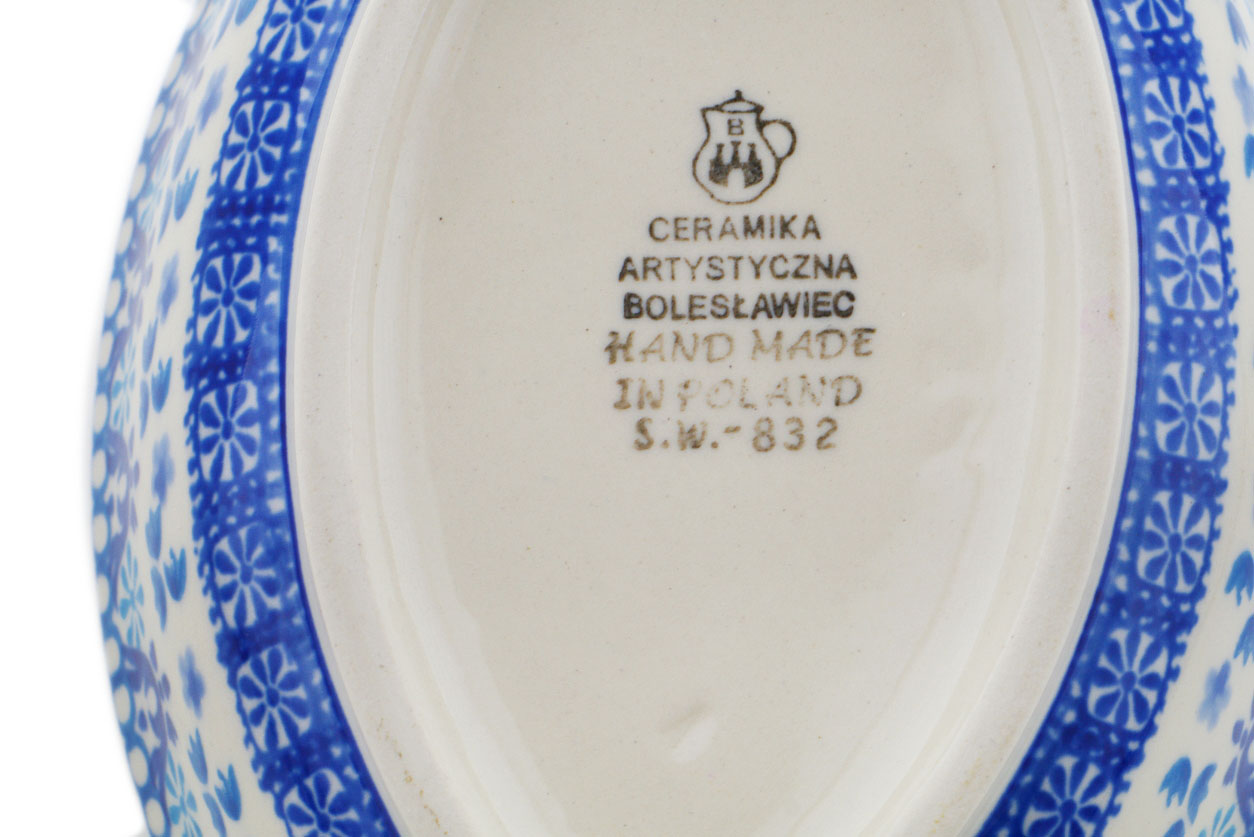 B
CERAMIKA
ARTYSTYCZNA
BOLESŁAWIEC
HAND MADE
IN POLAND
S.W.-832